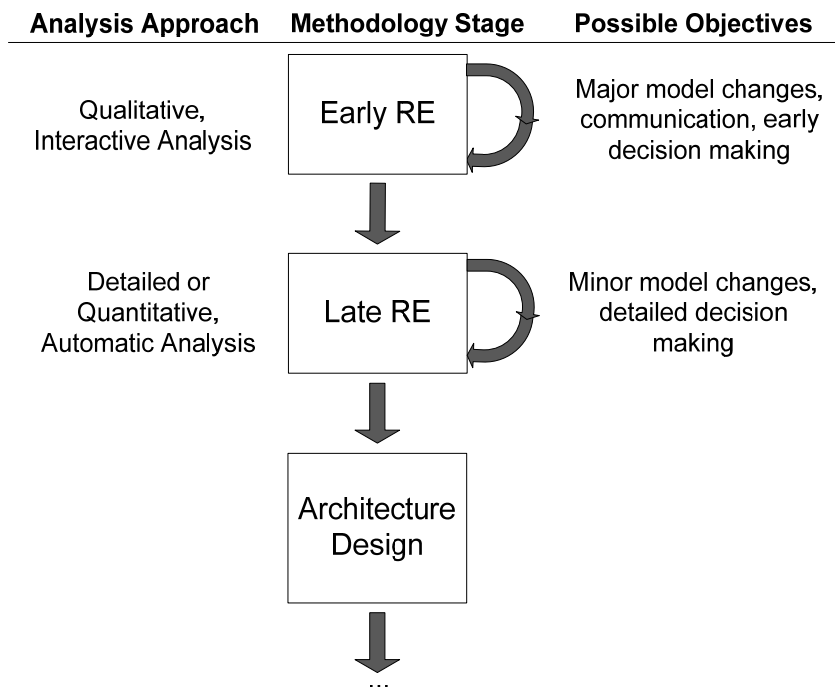 Analysis Approach Methodology Stage Possible Objectives
Qualitative,
Interactive Analysis
Early RE
Major model changes,
communication, early
decision making
Detailed or
Quantitative,
Automatic Analysis
Late RE
Minor model changes,
detailed decision
making
Architecture
Design
...